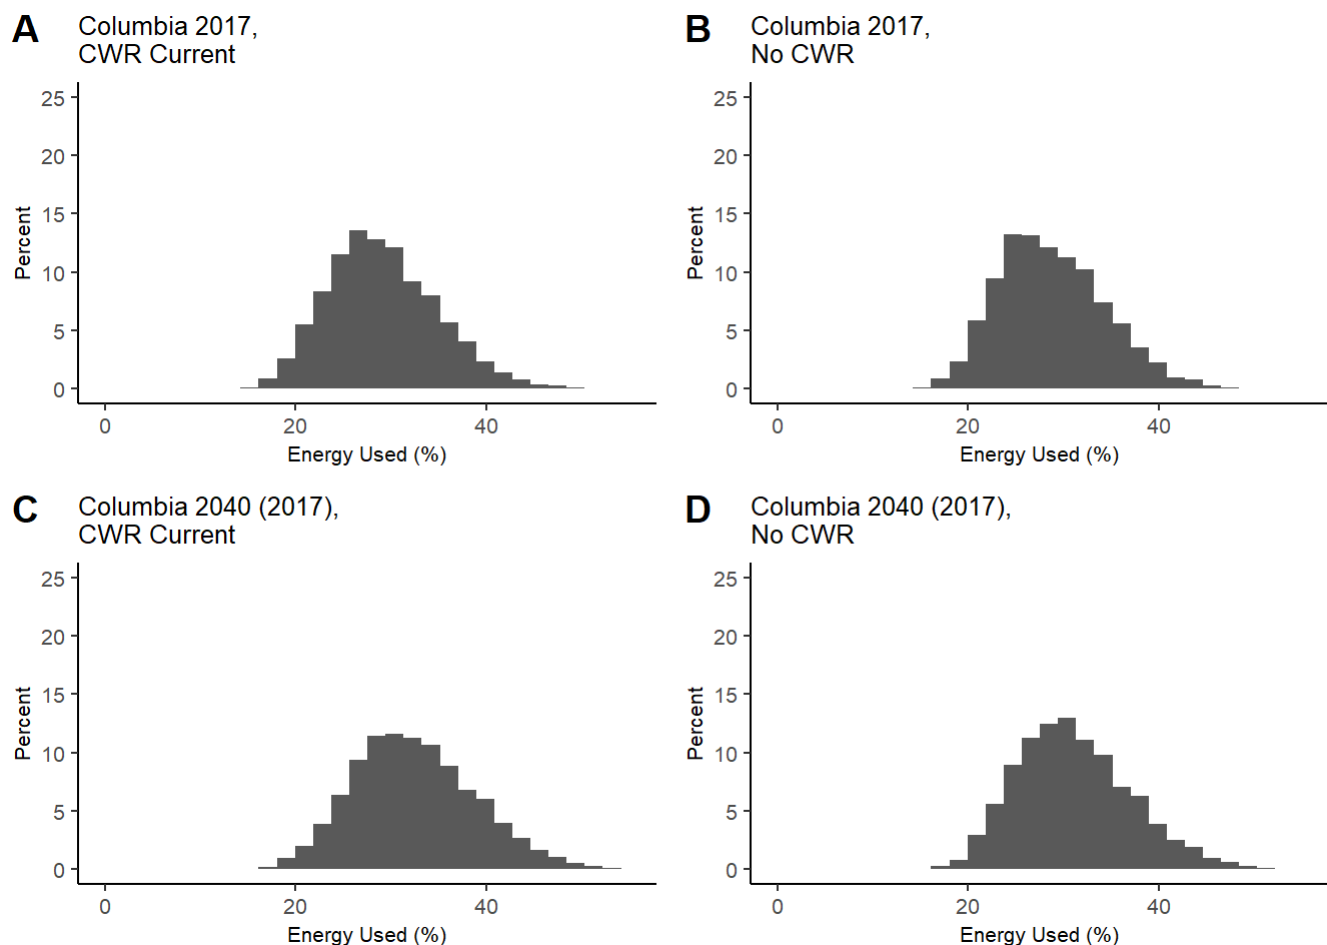 A
Columbia 2017,
CWR Current
25
20
15
10
5
0
Percent
0
20
40
Energy Used (%)
B
Columbia 2017,
No CWR
25
20
15
10
5
0
Percent
0
20
40
Energy Used (%)
C
Columbia 2040 (2017),
CWR Current
25
20
15
10
5
0
Percent
0
20
40
Energy Used (%)
D
Columbia 2040 (2017),
No CWR
25
20
15
10
5
0
Percent
0
20
40
Energy Used (%)